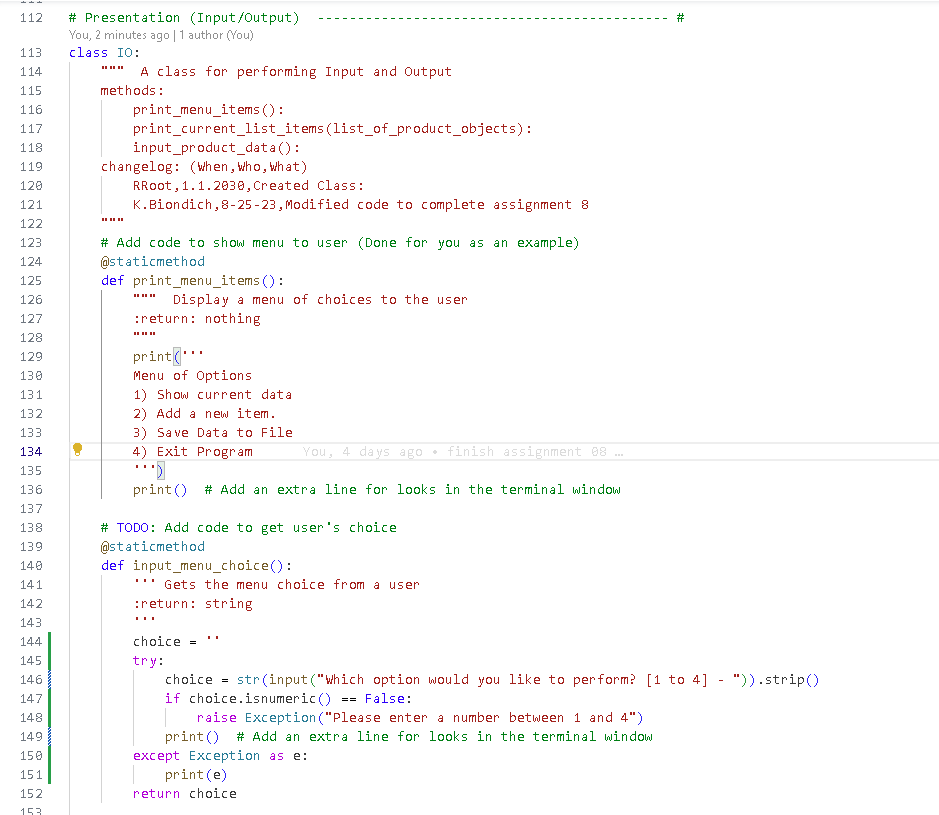 112 # Presentation (Input/Output)  -------------------------------------------- #
You, 2 minutes ago | 1 author (You)
113 class IO:
114     """  A class for performing Input and Output
115     methods:
116         print_menu_items():
117         print_current_list_items(list_of_product_objects):
118         input_product_data():
119     changelog: (When,Who,What)
120         RRoot,1.1.2030,Created Class:
121         K.Biondich,8-25-23,Modified code to complete assignment 8
122     """
123     # Add code to show menu to user (Done for you as an example)
124     @staticmethod
125     def print_menu_items():
126         """  Display a menu of choices to the user
127         :return: nothing
128         """
129         print('''
130         Menu of Options
131         1) Show current data
132         2) Add a new item.
133         3) Save Data to File
134         4) Exit Program      You, 4 days ago • finish assignment 08 …
135         ''')
136         print()  # Add an extra line for looks in the terminal window
137
138     # TODO: Add code to get user's choice
139     @staticmethod
140     def input_menu_choice():
141         ''' Gets the menu choice from a user
142         :return: string
143         '''
144         choice = ''
145         try:
146             choice = str(input("Which option would you like to perform? [1 to 4] - ")).strip()
147             if choice.isnumeric() == False:
148                 raise Exception("Please enter a number between 1 and 4")
149             print()  # Add an extra line for looks in the terminal window
150         except Exception as e:
151             print(e)
152         return choice
153